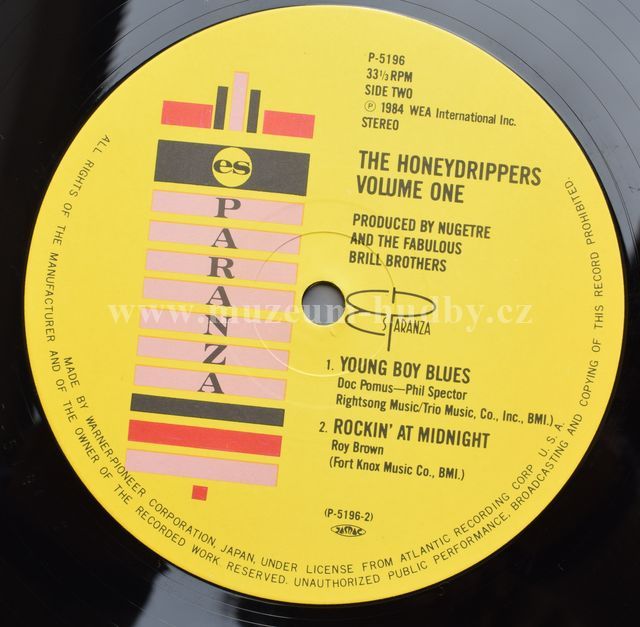 P-5196
33⅓ RPM
SIDE TWO
Ⓟ 1984 WEA International Inc.
STEREO
THE HONEYDRIPPERS
VOLUME ONE
PRODUCED BY NUGETRE
AND THE FABULOUS
BRILL BROTHERS
es
PARANZA
ES PARANZA
1. YOUNG BOY BLUES
Doc Pomus—Phil Spector
Rightsong Music/Trio Music, Co., Inc., BMI.)
2. ROCKIN' AT MIDNIGHT
Roy Brown
(Fort Knox Music Co., BMI.)
(P-5196-2)
JASRAC
ALL RIGHTS OF THE MANUFACTURER AND OF THE OWNER OF THE RECORDED WORK RESERVED. UNAUTHORIZED PUBLIC PERFORMANCE, BROADCASTING AND COPYING OF THIS RECORD PROHIBITED.
MADE BY WARNER-PIONEER CORPORATION, JAPAN, UNDER LICENSE FROM ATLANTIC RECORDING CORP U.S.A.
www.muzeum-hudby.cz